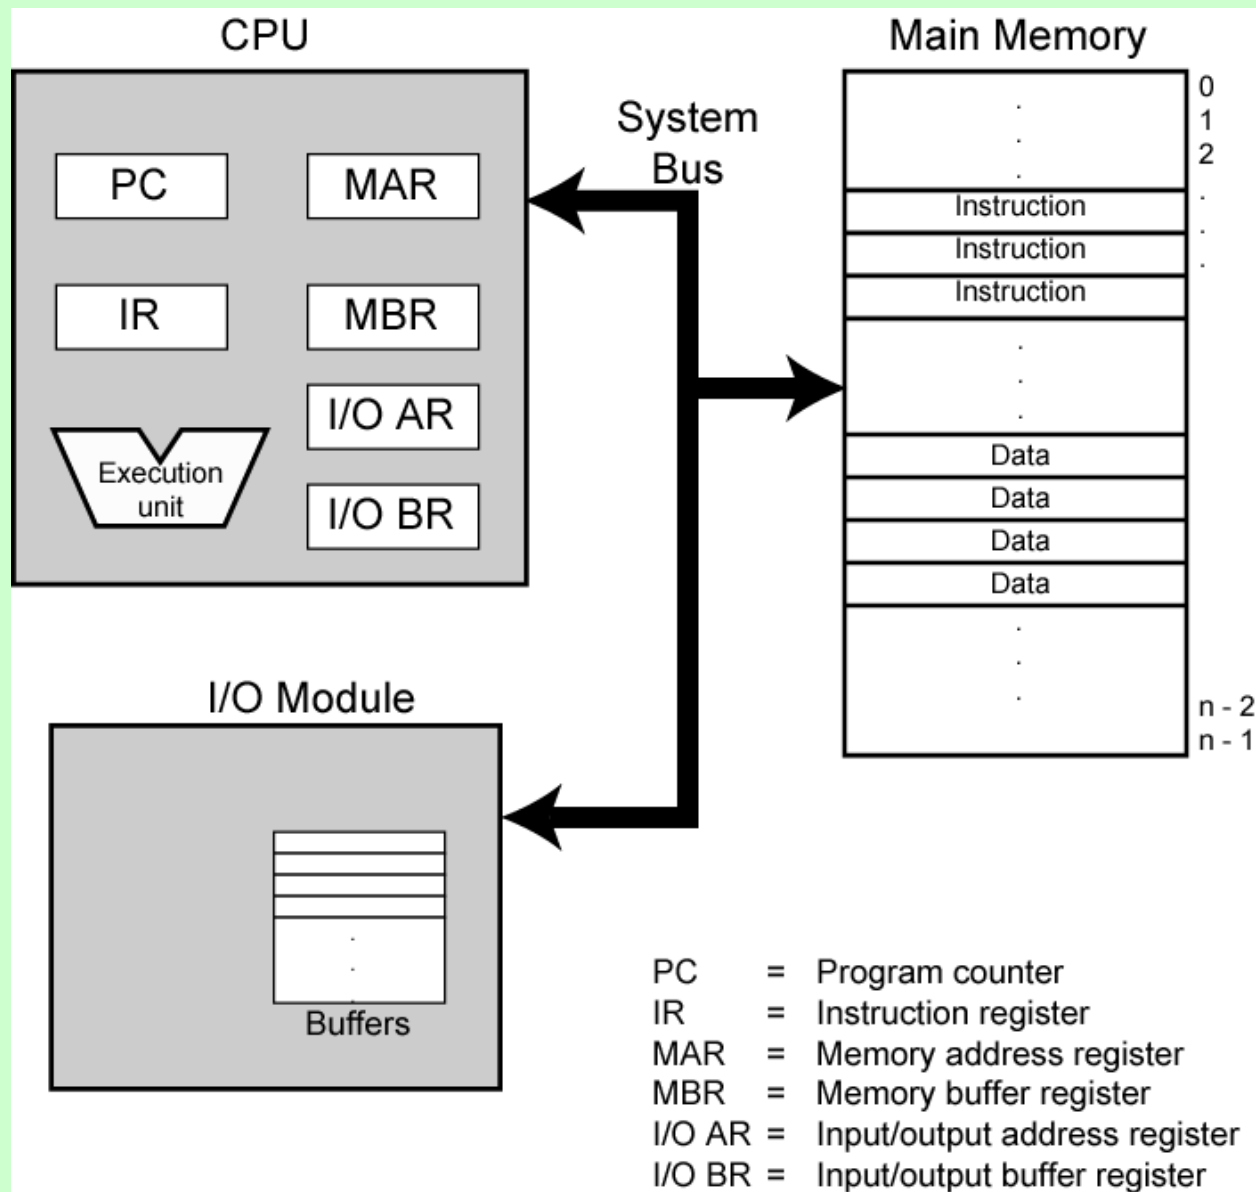 CPU
PC
MAR
IR
MBR
I/O AR
I/O BR
Execution
unit
System
Bus
Main Memory
0
1
2
.
.
.
.
.
.
Instruction
Instruction
Instruction
.
.
.
Data
Data
Data
Data
.
.
.
n - 2
n - 1
I/O Module
.
.
.
Buffers
PC = Program counter
IR = Instruction register
MAR = Memory address register
MBR = Memory buffer register
I/O AR = Input/output address register
I/O BR = Input/output buffer register